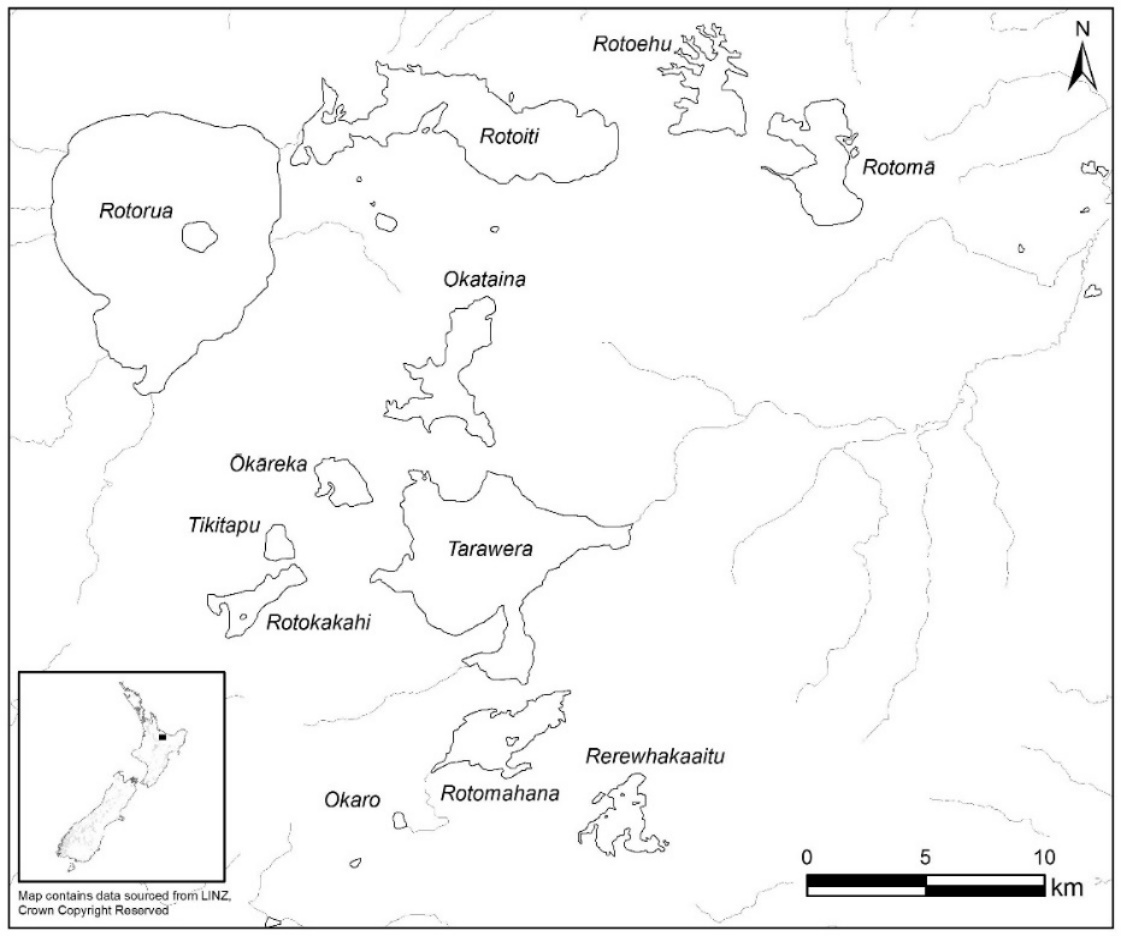 Rotoehu
N
Rotoiti
Rotomā
Rotorua
Okataina
Ōkāreka
Tikitapu
Tarawera
Rotokakahi
Rerewhakaaitu
Rotomahana
Okaro
0 5 10
km
Map contains data sourced from LINZ,
Crown Copyright Reserved